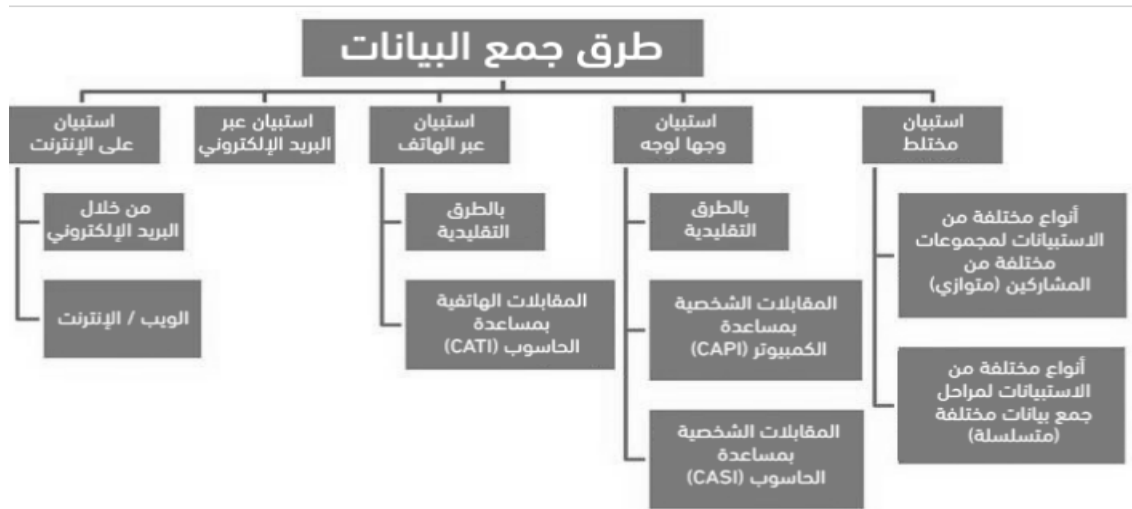 طرق جمع البيانات
استبيان
مختلط
أنواع مختلفة من
الاستبيانات لمجموعات
مختلفة من
المشاركين (متوازي)
أنواع مختلفة من
الاستبيانات لمراحل
جمع بيانات مختلفة
(متسلسلة)
استبيان
وجها لوجه
بالطرق
التقليدية
المقابلات الشخصية
بمساعدة
الكمبيوتر (CAPI)
المقابلات الشخصية
بمساعدة
الحاسوب (CASI)
استبيان
عبر الهاتف
بالطرق
التقليدية
المقابلات الهاتفية
بمساعدة
الحاسوب (CATI)
استبيان عبر
البريد الإلكتروني
استبيان
على الإنترنت
من خلال
البريد الإلكتروني
الويب / الإنترنت